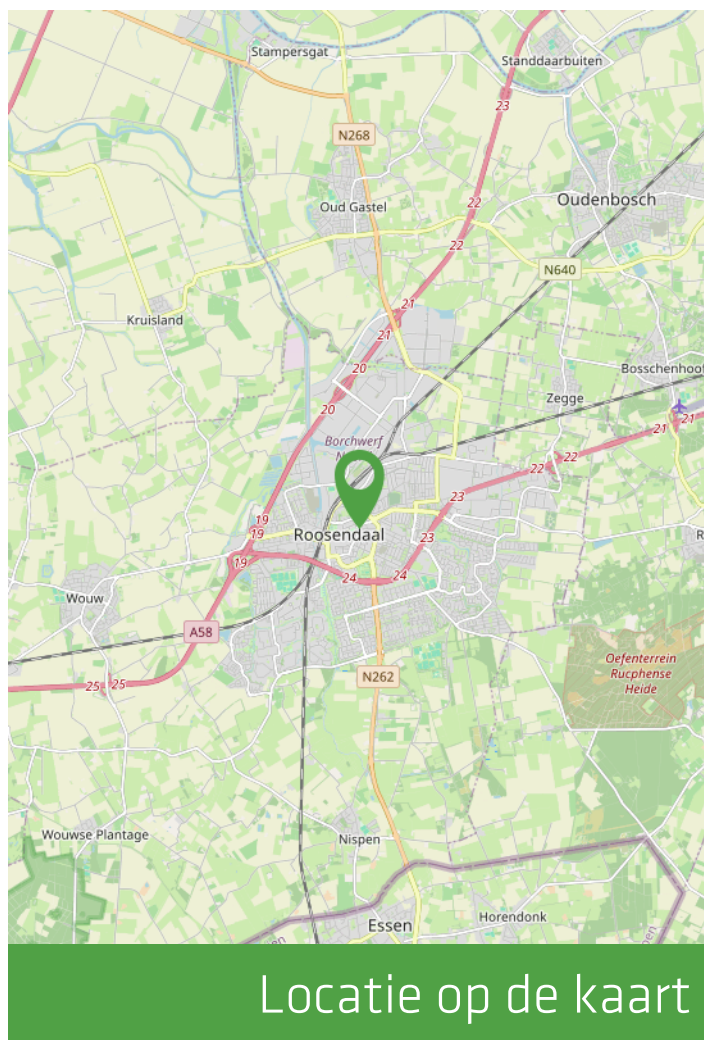 Stampersgat
Standdaarbuiten
23
N268
Oudenbosch
22
Oud Gastel
22
N640
21
Kruisland
21
20
Bosschenhoof
Zegge
20
21
21
Borchwerf
22
22
23
19
19
Roosendaal
23
19
24
24
Wouw
A58
Oefenterrein
Rucphense
Heide
N262
25
25
Wouwse Plantage
Nispen
Horendonk
Essen
Locatie op de kaart